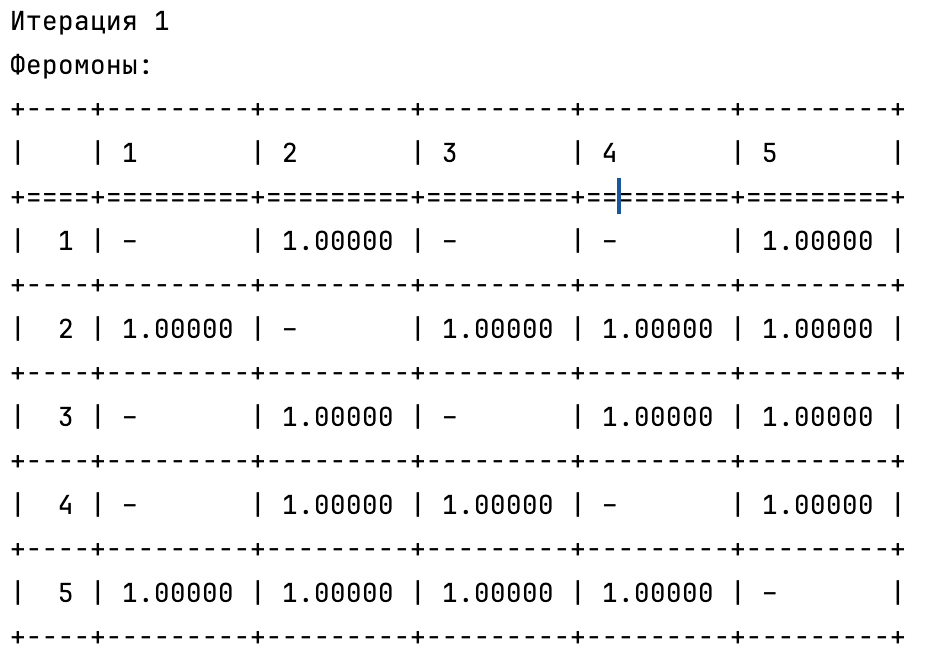 Итерация 1
Феромоны:
+----+---------+---------+---------+---------+---------+
|    | 1       | 2       | 3       | 4       | 5       |
+====+=========+=========+=========+=========+=========+
|  1 | -       | 1.00000 | -       | -       | 1.00000 |
+----+---------+---------+---------+---------+---------+
|  2 | 1.00000 | -       | 1.00000 | 1.00000 | 1.00000 |
+----+---------+---------+---------+---------+---------+
|  3 | -       | 1.00000 | -       | 1.00000 | 1.00000 |
+----+---------+---------+---------+---------+---------+
|  4 | -       | 1.00000 | 1.00000 | -       | 1.00000 |
+----+---------+---------+---------+---------+---------+
|  5 | 1.00000 | 1.00000 | 1.00000 | 1.00000 | -       |
+----+---------+---------+---------+---------+---------+